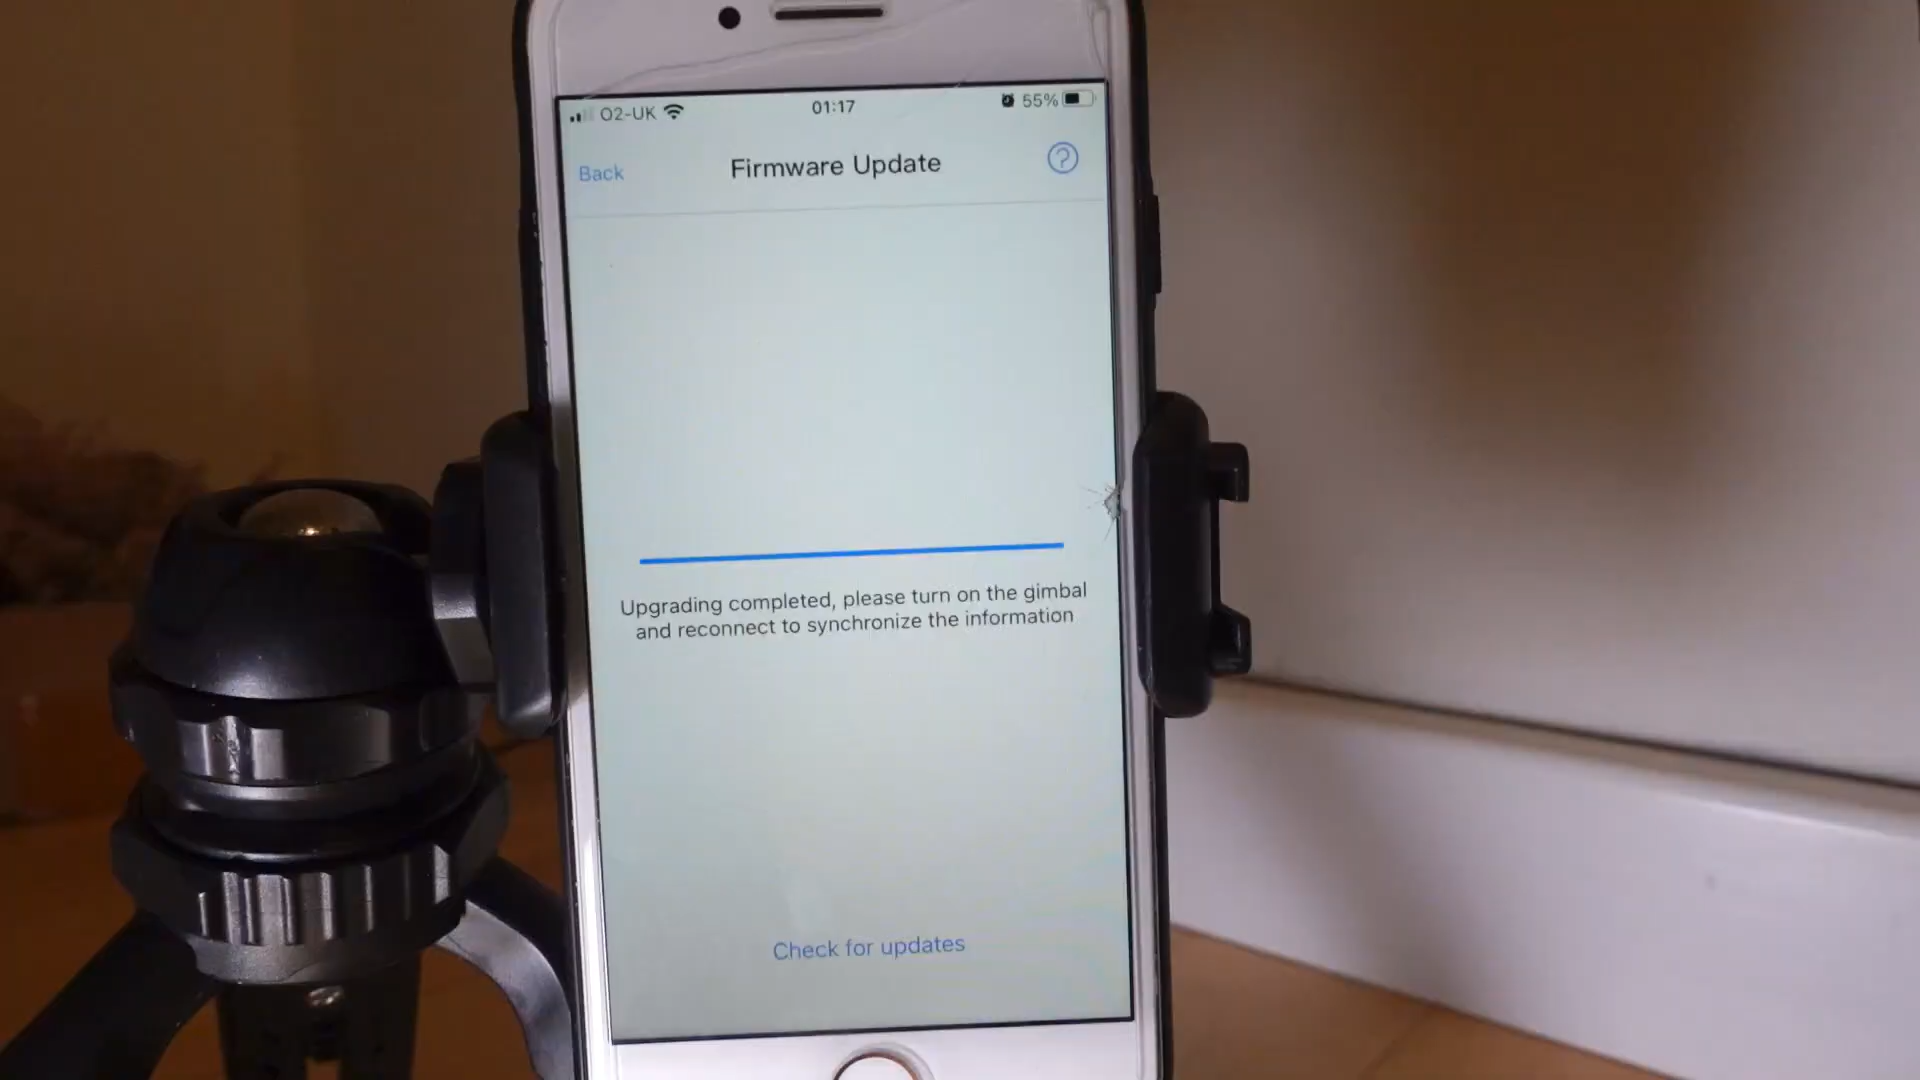 O2-UK 01:17 55%
Back Firmware Update ?
Upgrading completed, please turn on the gimbal
and reconnect to synchronize the information
Check for updates